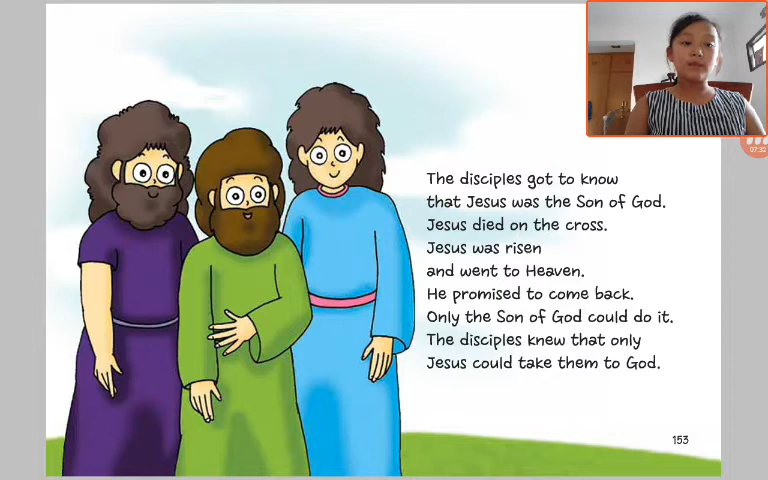 The disciples got to know
that Jesus was the Son of God.
Jesus died on the cross.
Jesus was risen
and went to Heaven.
He promised to come back.
Only the Son of God could do it.
The disciples knew that only
Jesus could take them to God.
153
07:32